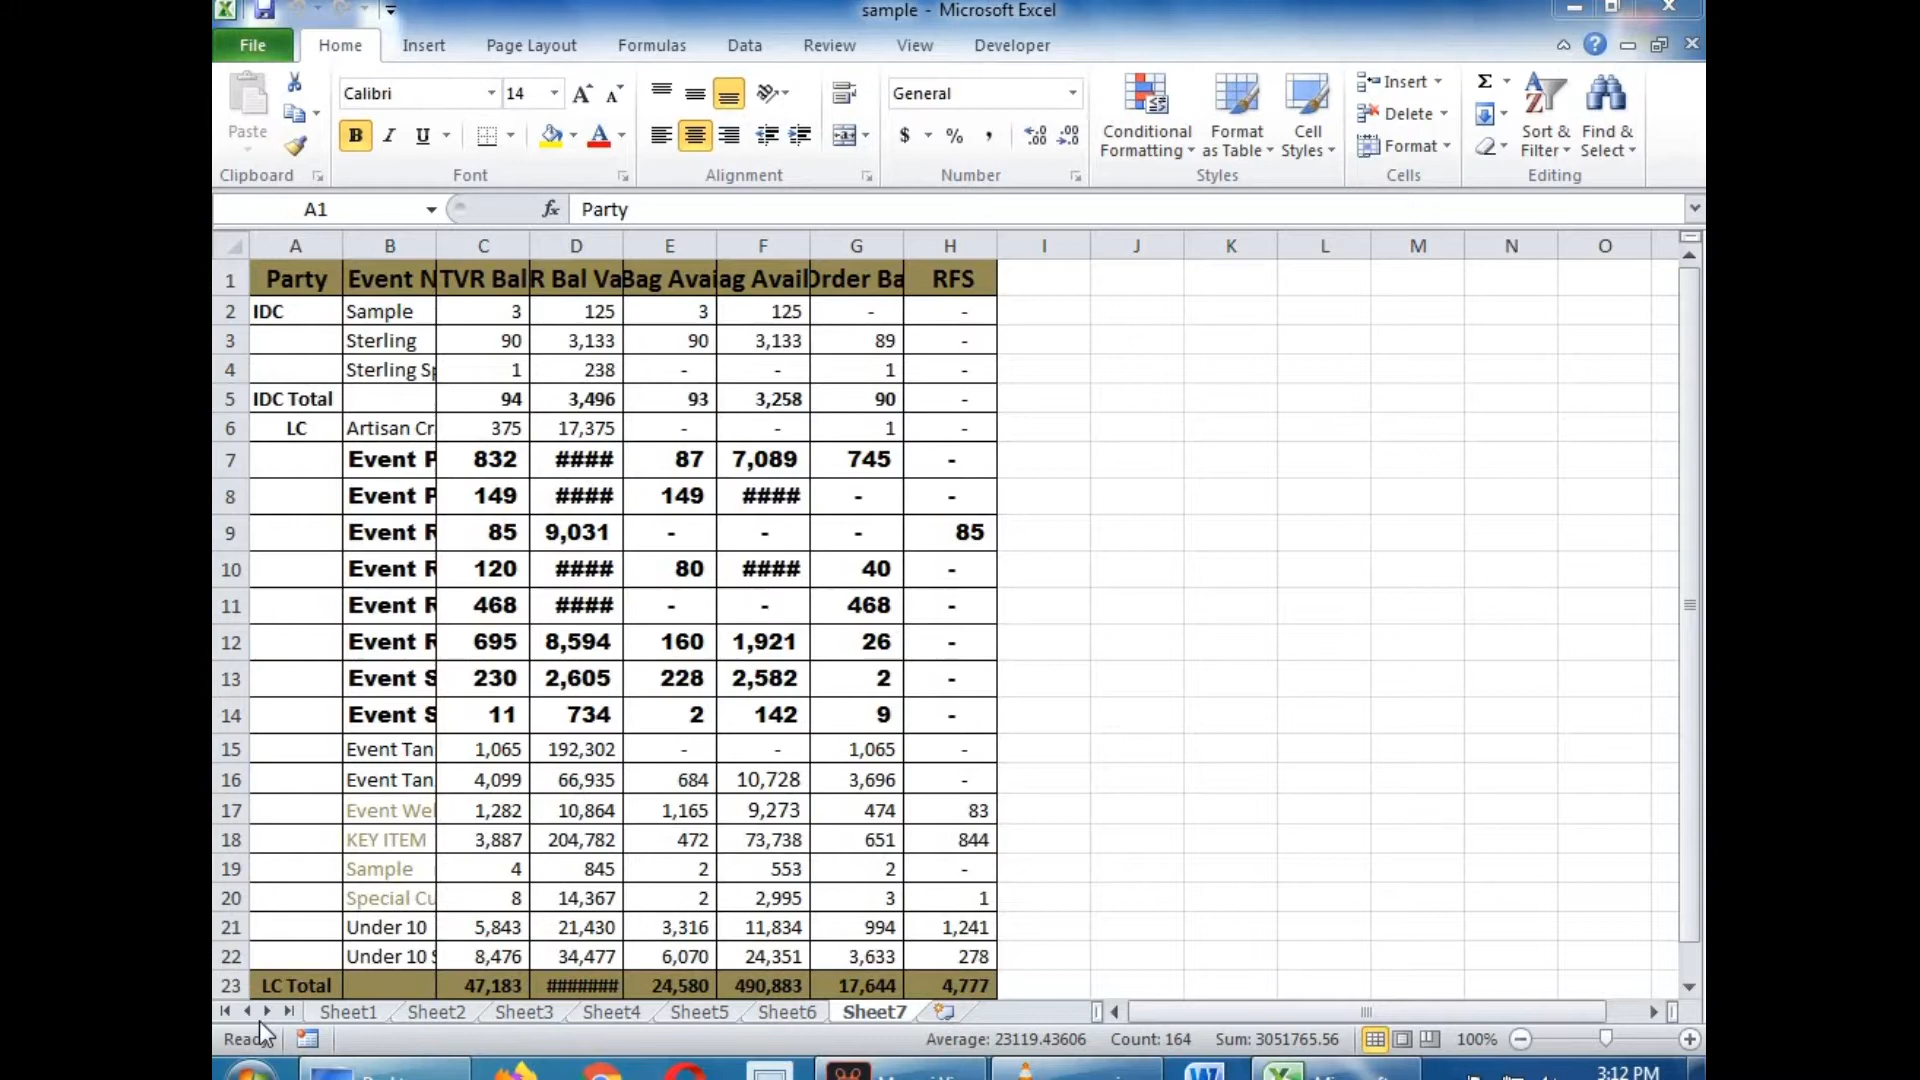 sample - Microsoft Excel
File Home Insert Page Layout Formulas Data Review View Developer
Paste
Calibri 14
B I U A
General
$ %
Conditional Formatting
Format as Table
Cell Styles
Insert
Delete
Format
Σ
Sort & Filter
Find & Select
Clipboard Font Alignment Number Styles Cells Editing
A1 fx Party
A B C D E F G H I J K L M N O
1 Party Event N TVR Bal R Bal Va Bag Avai ag Avail Order Ba RFS
2 IDC Sample 3 125 3 125 - -
3 Sterling 90 3,133 90 3,133 89 -
4 Sterling Sp 1 238 - - 1 -
5 IDC Total 94 3,496 93 3,258 90 -
6 LC Artisan Cr 375 17,375 - - 1 -
7 Event P 832 #### 87 7,089 745 -
8 Event P 149 #### 149 #### - -
9 Event R 85 9,031 - - - 85
10 Event R 120 #### 80 #### 40 -
11 Event R 468 #### - - 468 -
12 Event R 695 8,594 160 1,921 26 -
13 Event S 230 2,605 228 2,582 2 -
14 Event S 11 734 2 142 9 -
15 Event Tan 1,065 192,302 - - 1,065 -
16 Event Tan 4,099 66,935 684 10,728 3,696 -
17 Event Wel 1,282 10,864 1,165 9,273 474 83
18 KEY ITEM 3,887 204,782 472 73,738 651 844
19 Sample 4 845 2 553 2 -
20 Special Cu 8 14,367 2 2,995 3 1
21 Under 10 5,843 21,430 3,316 11,834 994 1,241
22 Under 10 S 8,476 34,477 6,070 24,351 3,633 278
23 LC Total 47,183 ####### 24,580 490,883 17,644 4,777
Sheet1 Sheet2 Sheet3 Sheet4 Sheet5 Sheet6 Sheet7
Ready Average: 23119.43606 Count: 164 Sum: 3051765.56 100%
3:12 PM